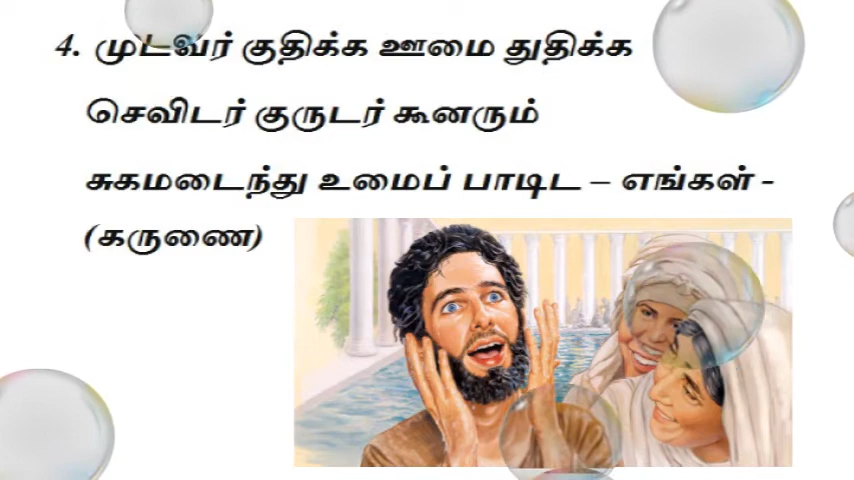 4. முடவர் குதிக்க ஊமை துதிக்க
செவிடர் குருடர் கூனரும்
சுகமடைந்து உமைப் பாடிட – எங்கள் -
(கருணை)